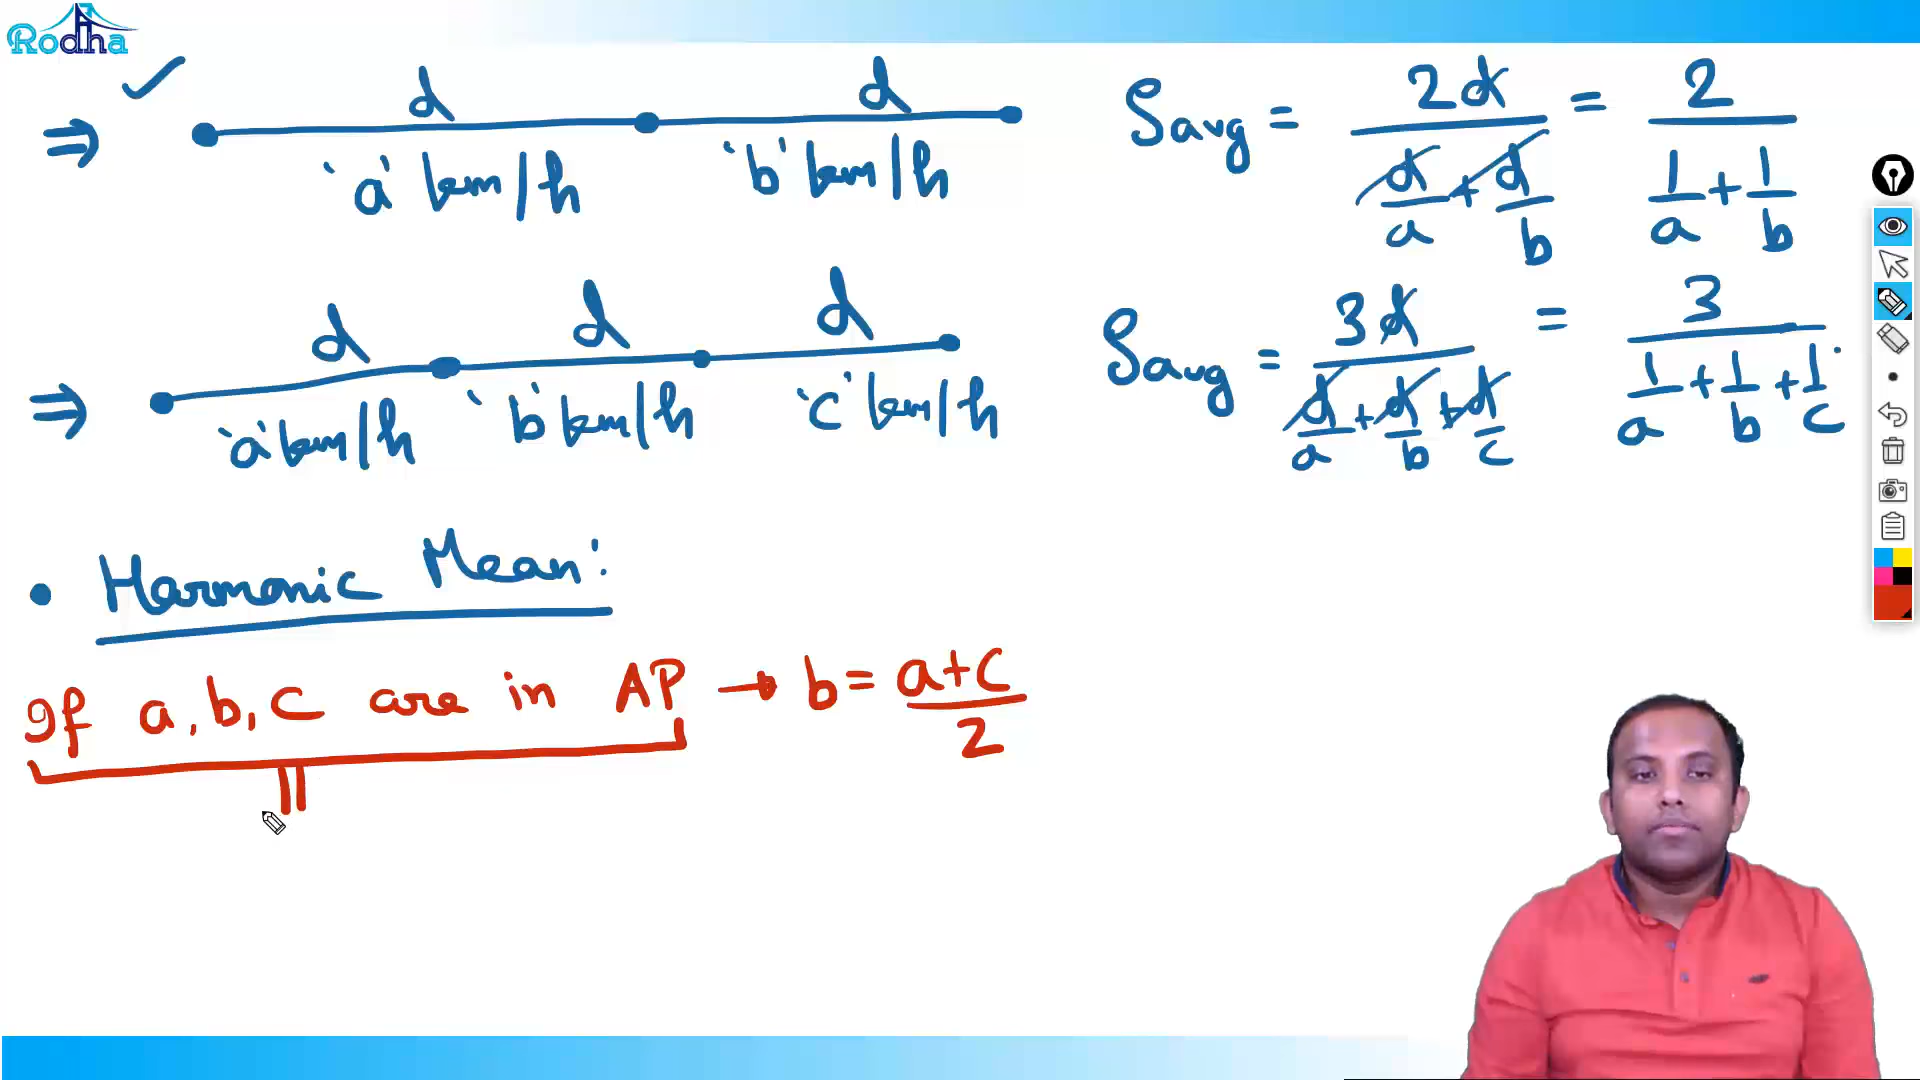 Rodha
d d
'a' km/h 'b' km/h
Savg = 2d / (d/a + d/b) = 2 / (1/a + 1/b)
d d d
'a' km/h 'b' km/h 'c' km/h
Savg = 3d / (d/a + d/b + d/c) = 3 / (1/a + 1/b + 1/c)
• Harmonic Mean:
If a, b, c are in AP → b = (a+c)/2